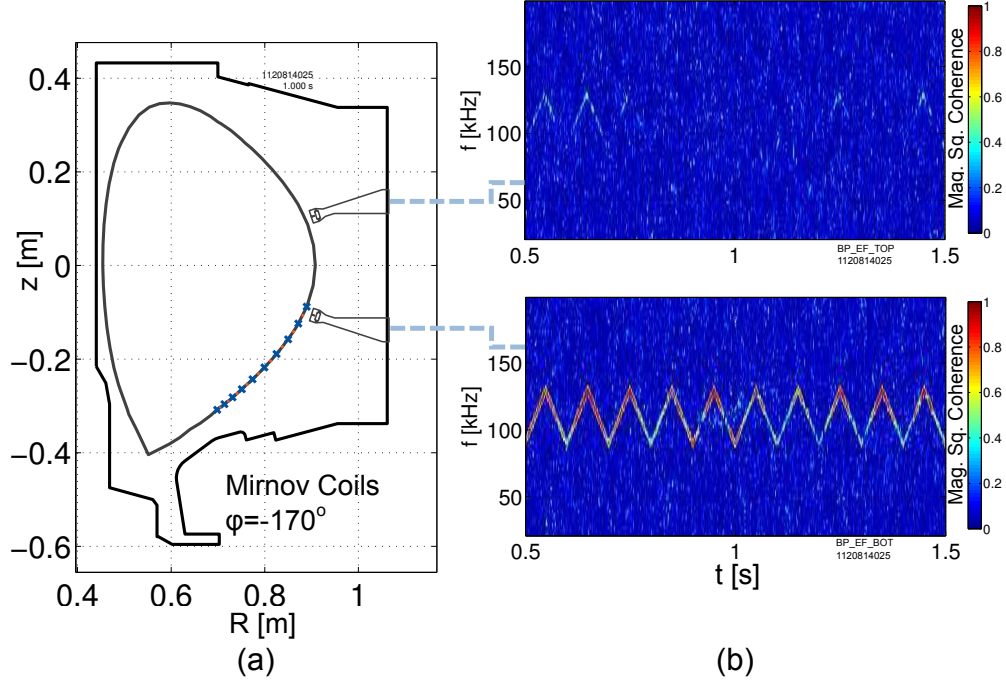 (a)
1120814025
1.000 s
z [m]
0.4
0.2
0
−0.2
−0.4
−0.6
Mirnov Coils
φ=-170°
0.4 0.6 0.8 1
R [m]
(a)
f [kHz]
150
100
50
0.5 1 1.5
BP_EF_TOP
1120814025
Mag. Sq. Coherence
1
0.8
0.6
0.4
0.2
0
f [kHz]
150
100
50
0.5 1 1.5
BP_EF_BOT
1120814025
t [s]
Mag. Sq. Coherence
1
0.8
0.6
0.4
0.2
0
(b)